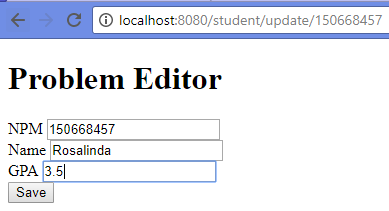 localhost:8080/student/update/150668457
Problem Editor
NPM 150668457
Name Rosalinda
GPA 3.5
Save